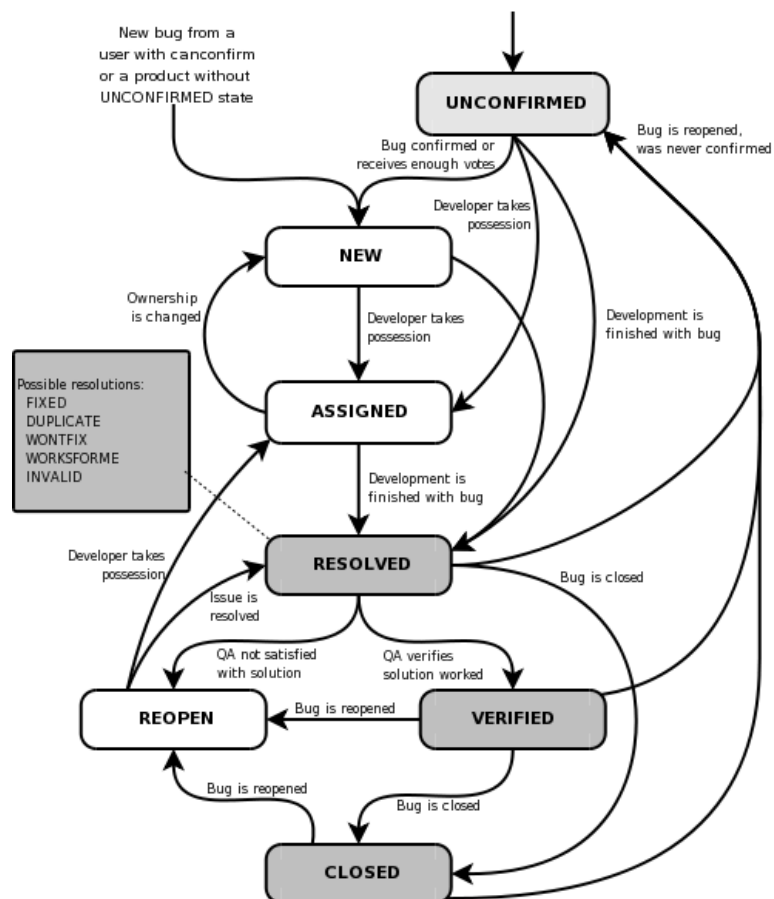 New bug from a
user with canconfirm
or a product without
UNCONFIRMED state
UNCONFIRMED
Bug is reopened,
was never confirmed
Bug confirmed or
receives enough votes
Developer takes
possession
NEW
Ownership
is changed
Developer takes
possession
Development is
finished with bug
Possible resolutions:
FIXED
DUPLICATE
WONTFIX
WORKSFORME
INVALID
ASSIGNED
Development is
finished with bug
Developer takes
possession
RESOLVED
Bug is closed
Issue is
resolved
QA not satisfied
with solution
QA verifies
solution worked
REOPEN
Bug is reopened
VERIFIED
Bug is reopened
Bug is closed
CLOSED